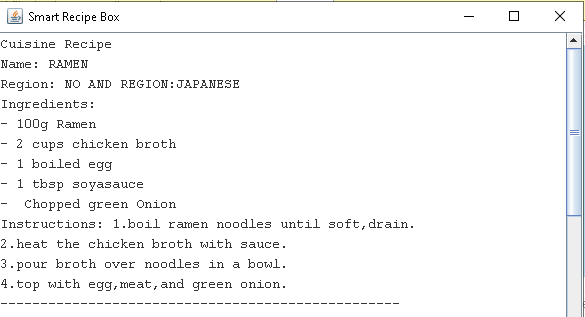 Smart Recipe Box
Cuisine Recipe
Name: RAMEN
Region: NO AND REGION:JAPANESE
Ingredients:
- 100g Ramen
- 2 cups chicken broth
- 1 boiled egg
- 1 tbsp soyasauce
-  Chopped green Onion
Instructions: 1.boil ramen noodles until soft,drain.
2.heat the chicken broth with sauce.
3.pour broth over noodles in a bowl.
4.top with egg,meat,and green onion.
--------------------------------------------------